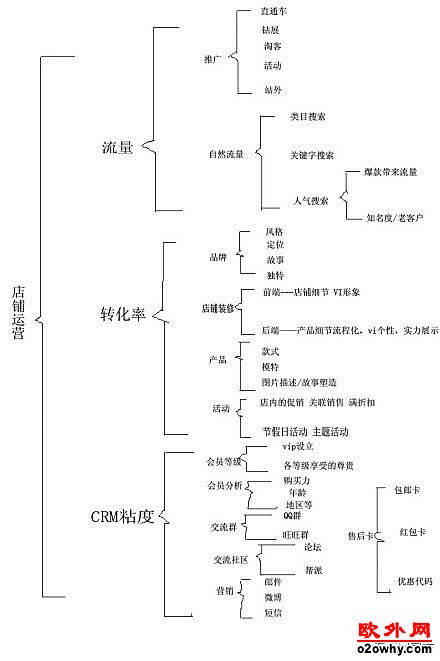 店铺运营
流量
推广
直通车
钻展
淘客
活动
站外
自然流量
类目搜索
关键字搜索
人气搜索
爆款带来流量
知名度/老客户
转化率
品牌
风格
定位
故事
独特
店铺装修
前端---店铺细节 VI形象
后端——产品细节流程化，vi个性，实力展示
产品
款式
模特
图片描述/故事塑造
活动
店内的促销 关联销售 满折扣
节假日活动 主题活动
CRM粘度
会员等级
vip设立
各等级享受的尊贵
会员分析
购买力
年龄
地区等
交流群
QQ群
旺旺群
交流社区
论坛
帮派
营销
邮件
微博
短信
售后卡
包邮卡
红包卡
优惠代码
欧外网
o2owhy.com